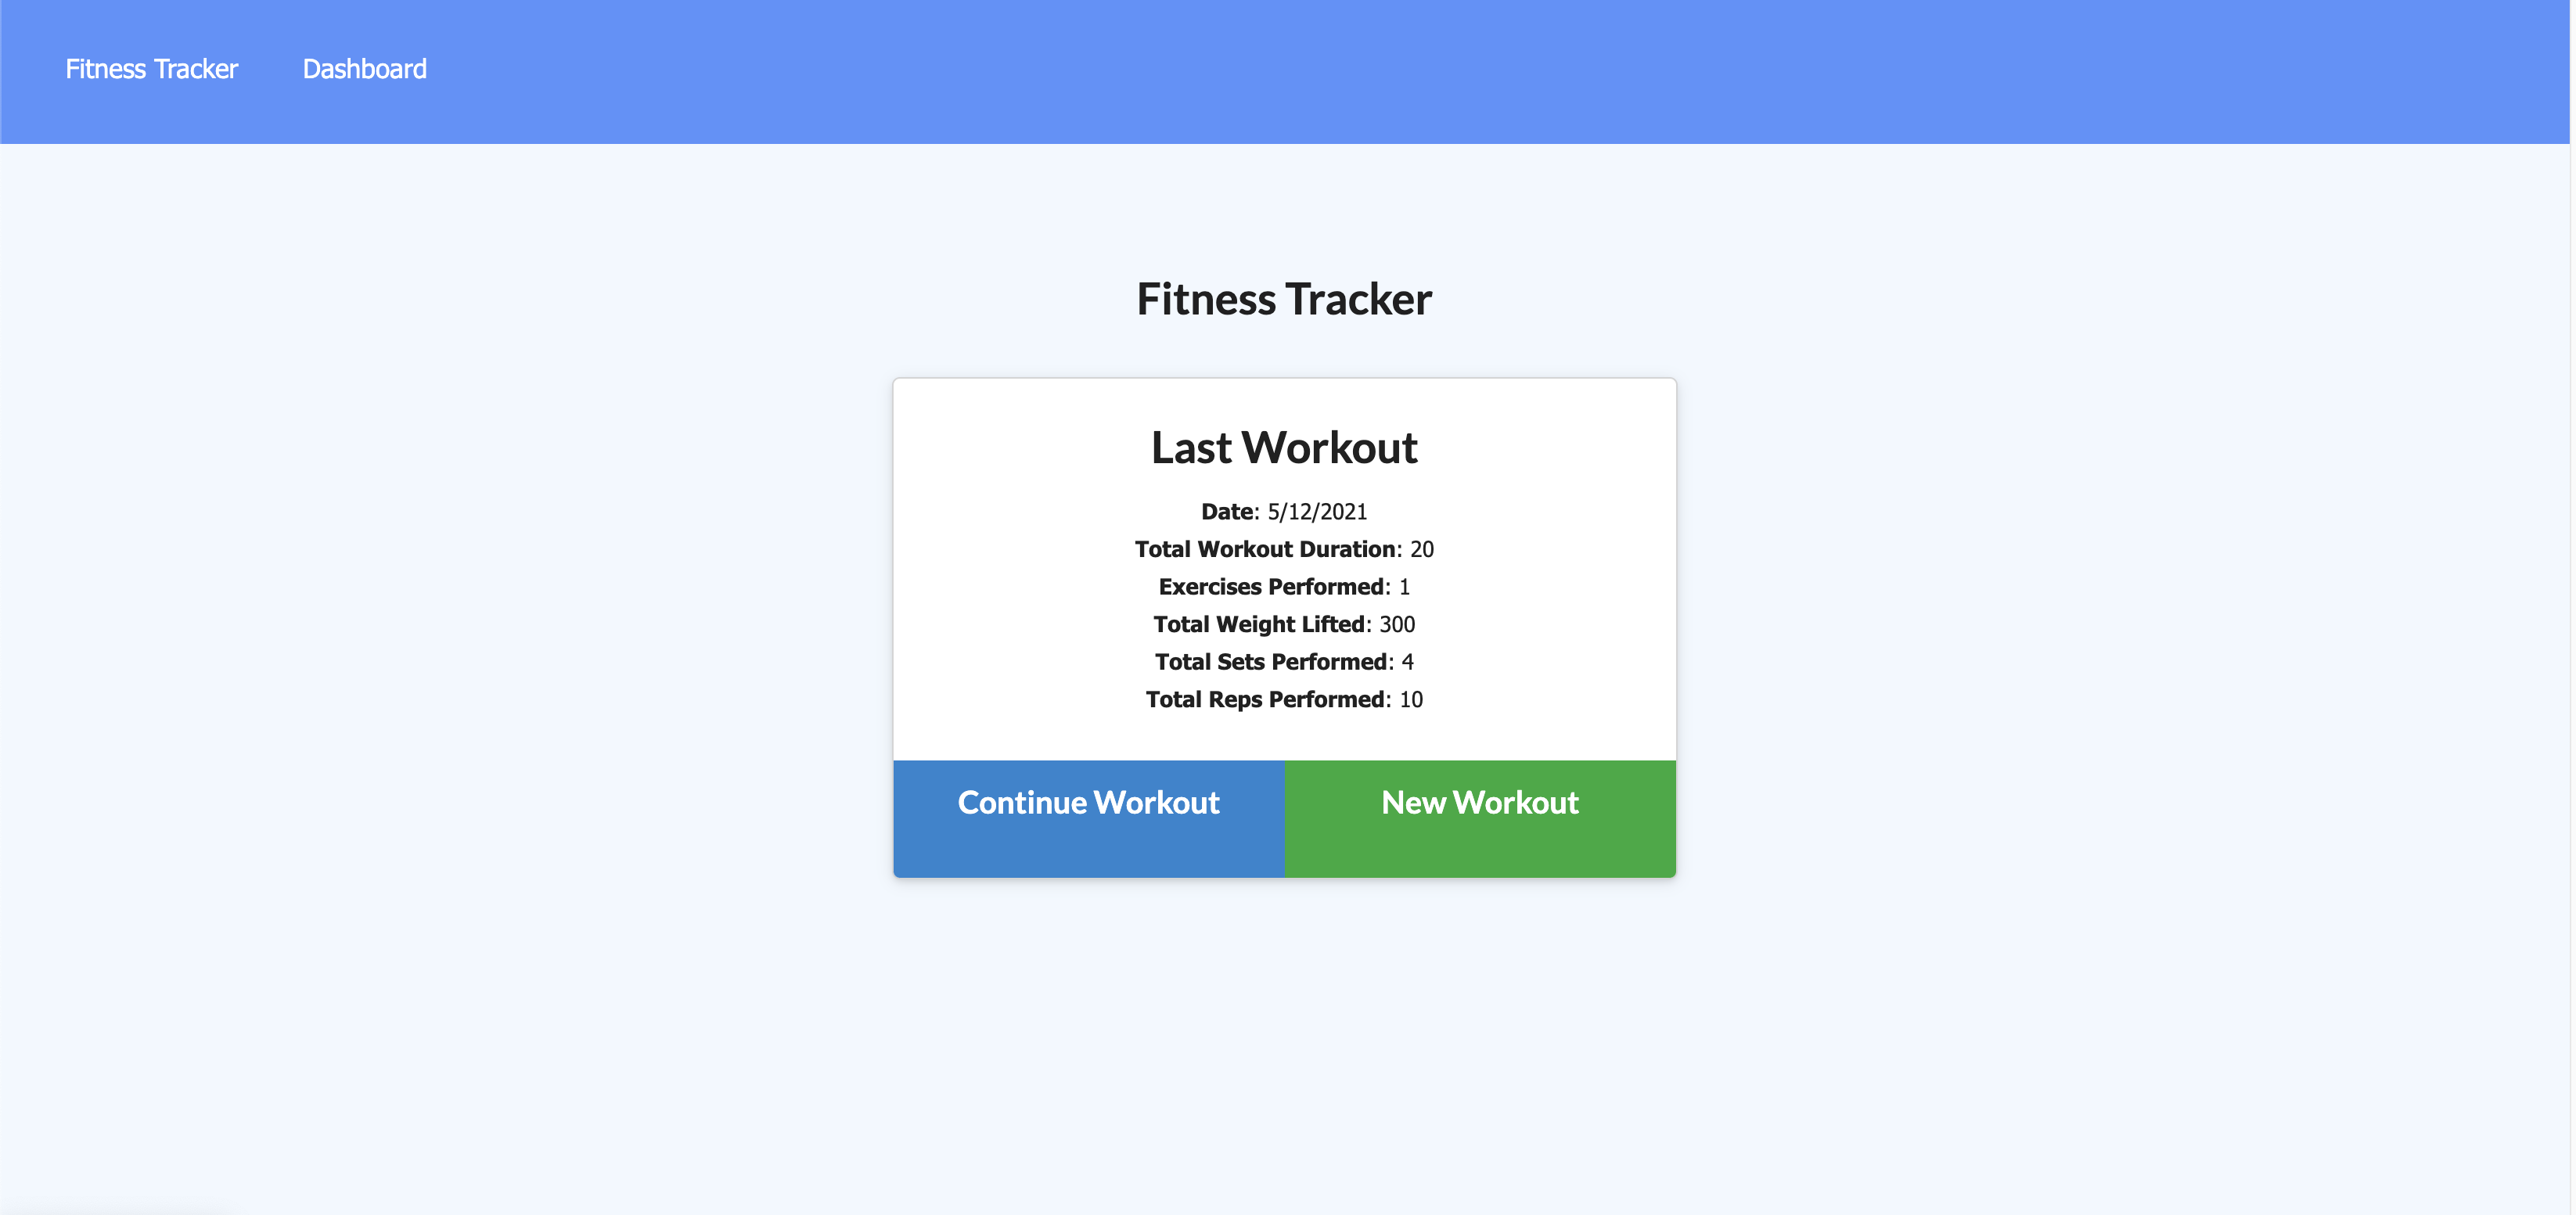 Fitness Tracker Dashboard
Fitness Tracker
Last Workout
Date: 5/12/2021
Total Workout Duration: 20
Exercises Performed: 1
Total Weight Lifted: 300
Total Sets Performed: 4
Total Reps Performed: 10
Continue Workout New Workout